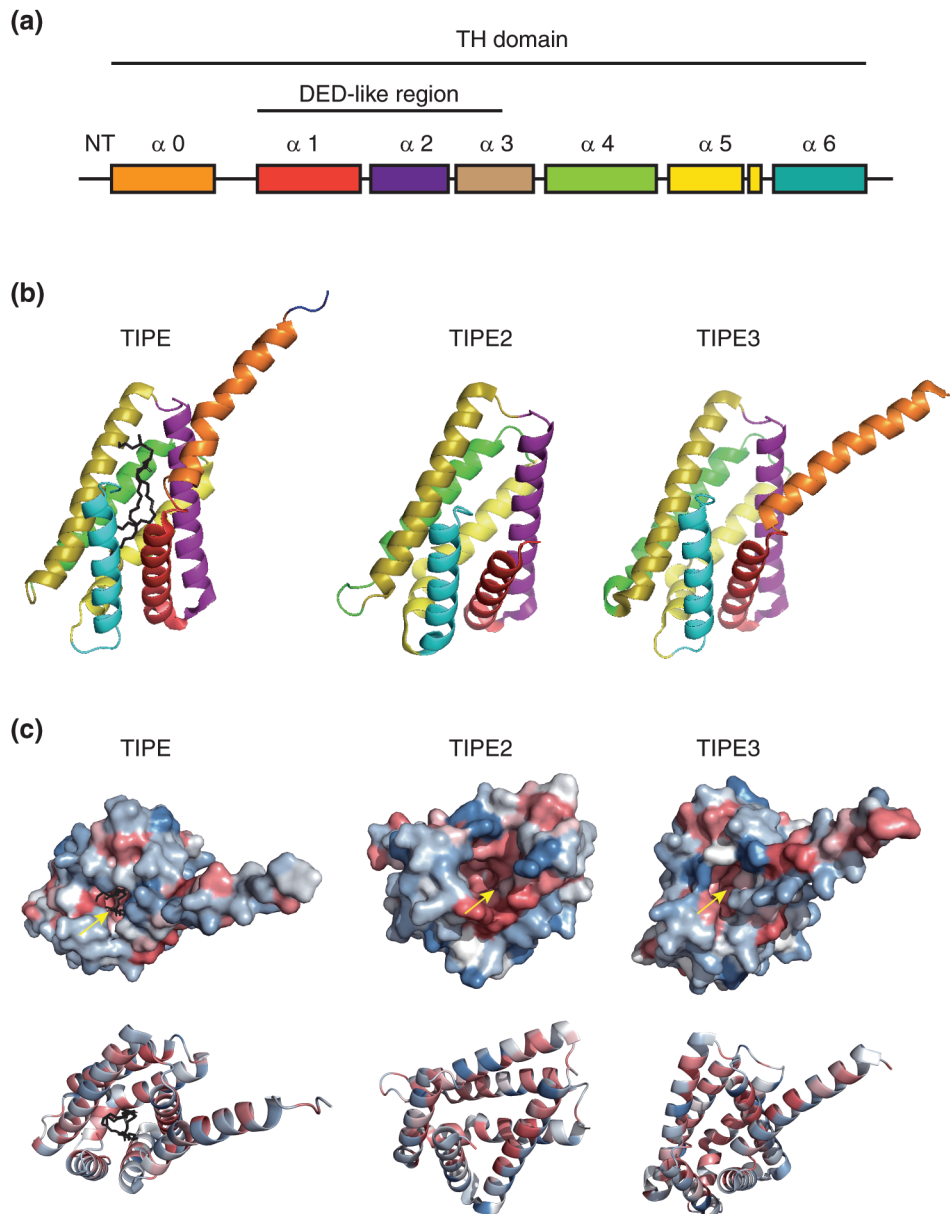 (a)
TH domain
DED-like region
NT α 0 α 1 α 2 α 3 α 4 α 5 α 6
(b)
TIPE TIPE2 TIPE3
(c)
TIPE TIPE2 TIPE3